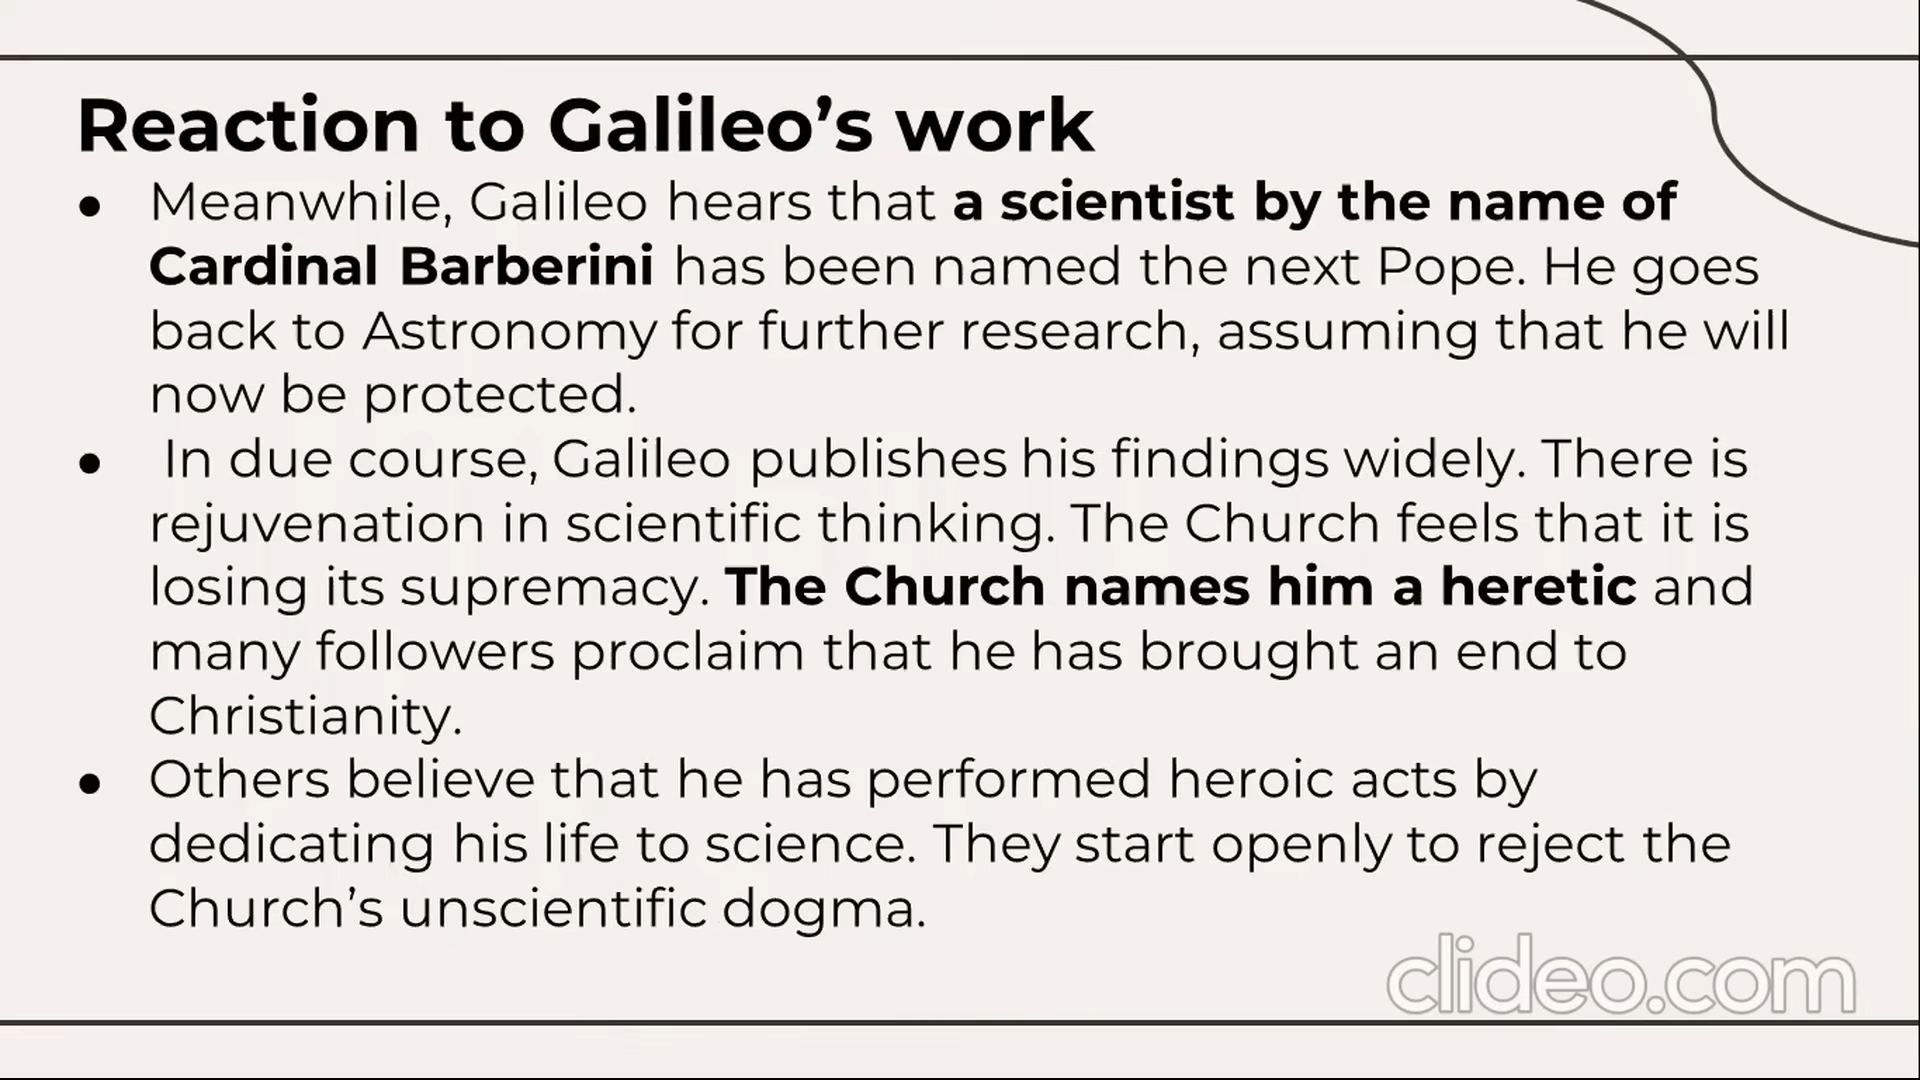 Reaction to Galileo’s work
● Meanwhile, Galileo hears that a scientist by the name of
Cardinal Barberini has been named the next Pope. He goes
back to Astronomy for further research, assuming that he will
now be protected.
● In due course, Galileo publishes his findings widely. There is
rejuvenation in scientific thinking. The Church feels that it is
losing its supremacy. The Church names him a heretic and
many followers proclaim that he has brought an end to
Christianity.
● Others believe that he has performed heroic acts by
dedicating his life to science. They start openly to reject the
Church’s unscientific dogma.
clideo.com